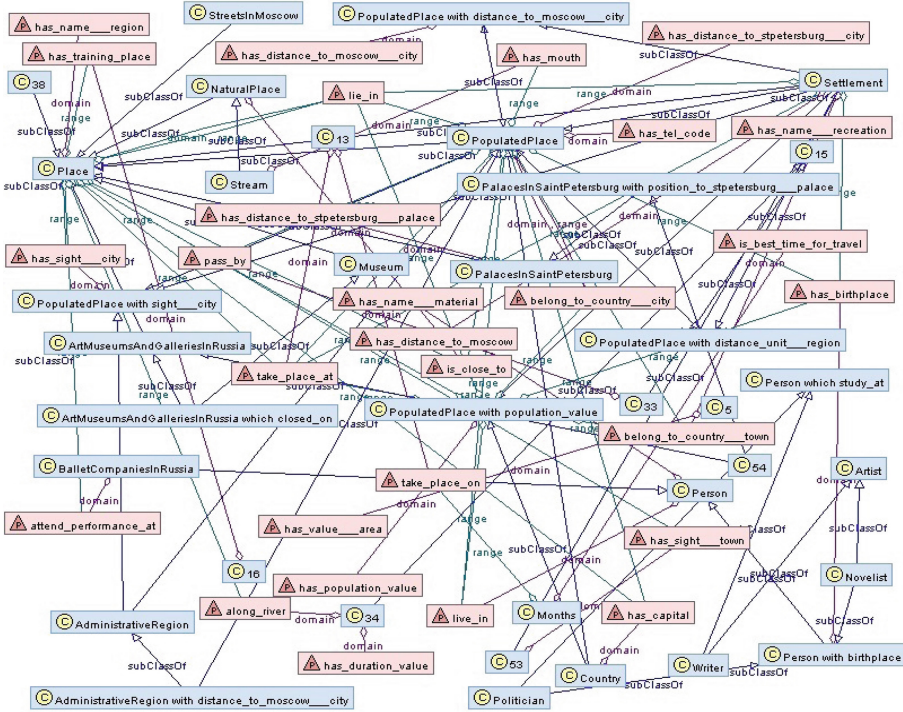 StreetsInMoscow
PopulatedPlace with distance_to_moscow___city
has_name___region
has_distance_to_stpetersburg___city
has_training_place
has_distance_to_moscow___city
has_mouth
38
NaturalPlace
lie_in
Settlement
domain
range
subClassOf
has_tel_code
has_name___recreation
13
PopulatedPlace
15
Place
Stream
PalacesInSaintPetersburg with position_to_stpetersburg___palace
has_distance_to_stpetersburg___palace
is_best_time_for_travel
has_sight___city
pass_by
Museum
PalacesInSaintPetersburg
PopulatedPlace with sight___city
has_name___material
belong_to_country___city
has_birthplace
ArtMuseumsAndGalleriesInRussia
has_distance_to_moscow
PopulatedPlace with distance_unit___region
take_place_at
is_close_to
Person which study_at
ArtMuseumsAndGalleriesInRussia which closed_on
PopulatedPlace with population_value
33
5
belong_to_country___town
BalletCompaniesInRussia
54
Artist
take_place_on
Person
attend_performance_at
has_value___area
has_sight___town
16
has_population_value
Novelist
AdministrativeRegion
along_river
34
live_in
Months
has_capital
has_duration_value
53
Country
Writer
Person with birthplace
AdministrativeRegion with distance_to_moscow___city
Politician